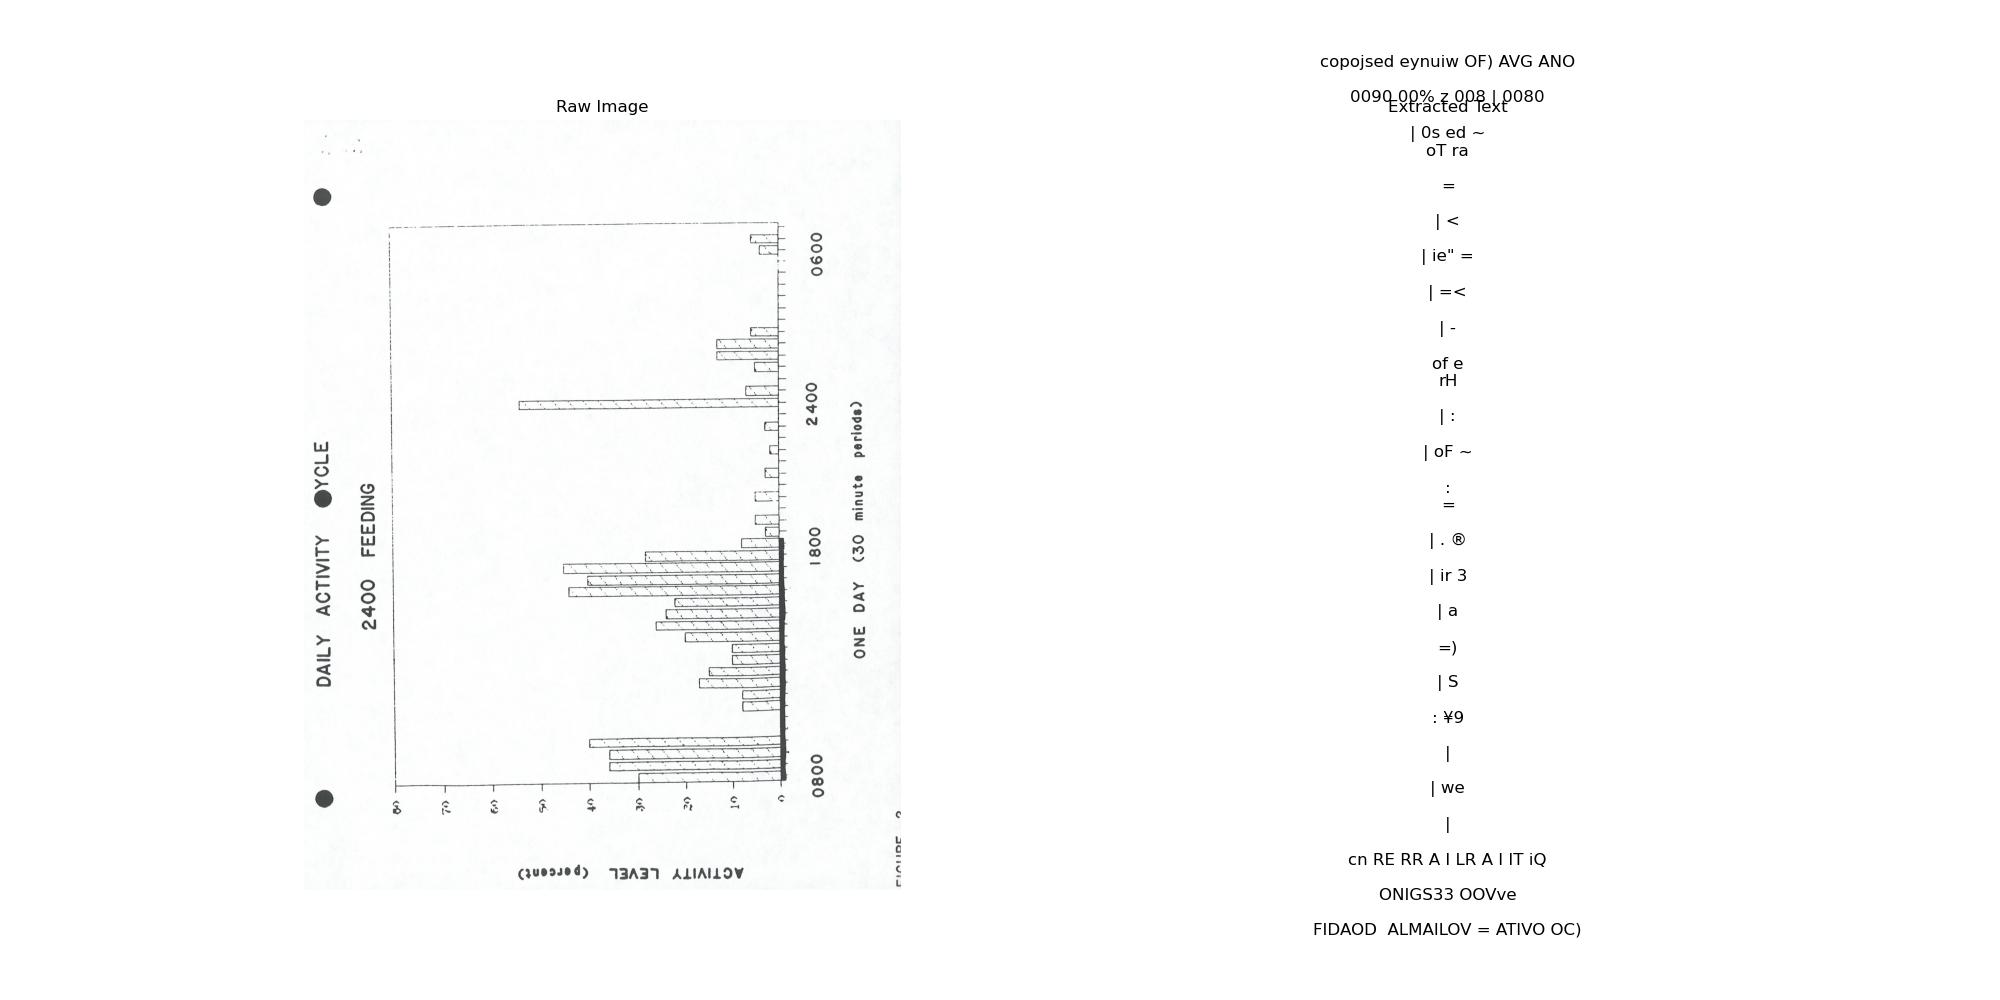 Raw Image
DAILY ACTIVITY YCLE
2400 FEEDING
80
70
60
50
40
30
20
10
0
ACTIVITY LEVEL (percent)
0800
1800
2400
0600
ONE DAY (30 minute periods)
copojsed eynuiw OF) AVG ANO
0090 00% z 008 | 0080
Extracted Text
| 0s ed ~
oT ra
=
| <
| ie" =
| =<
| -
of e
rH
| :
| oF ~
:
=
| . ®
| ir 3
| a
=)
| S
: ¥9
|
| we
|
cn RE RR A I LR A I IT iQ
ONIGS33 OOVve
FIDAOD ALMAILOV = ATIVO OC)